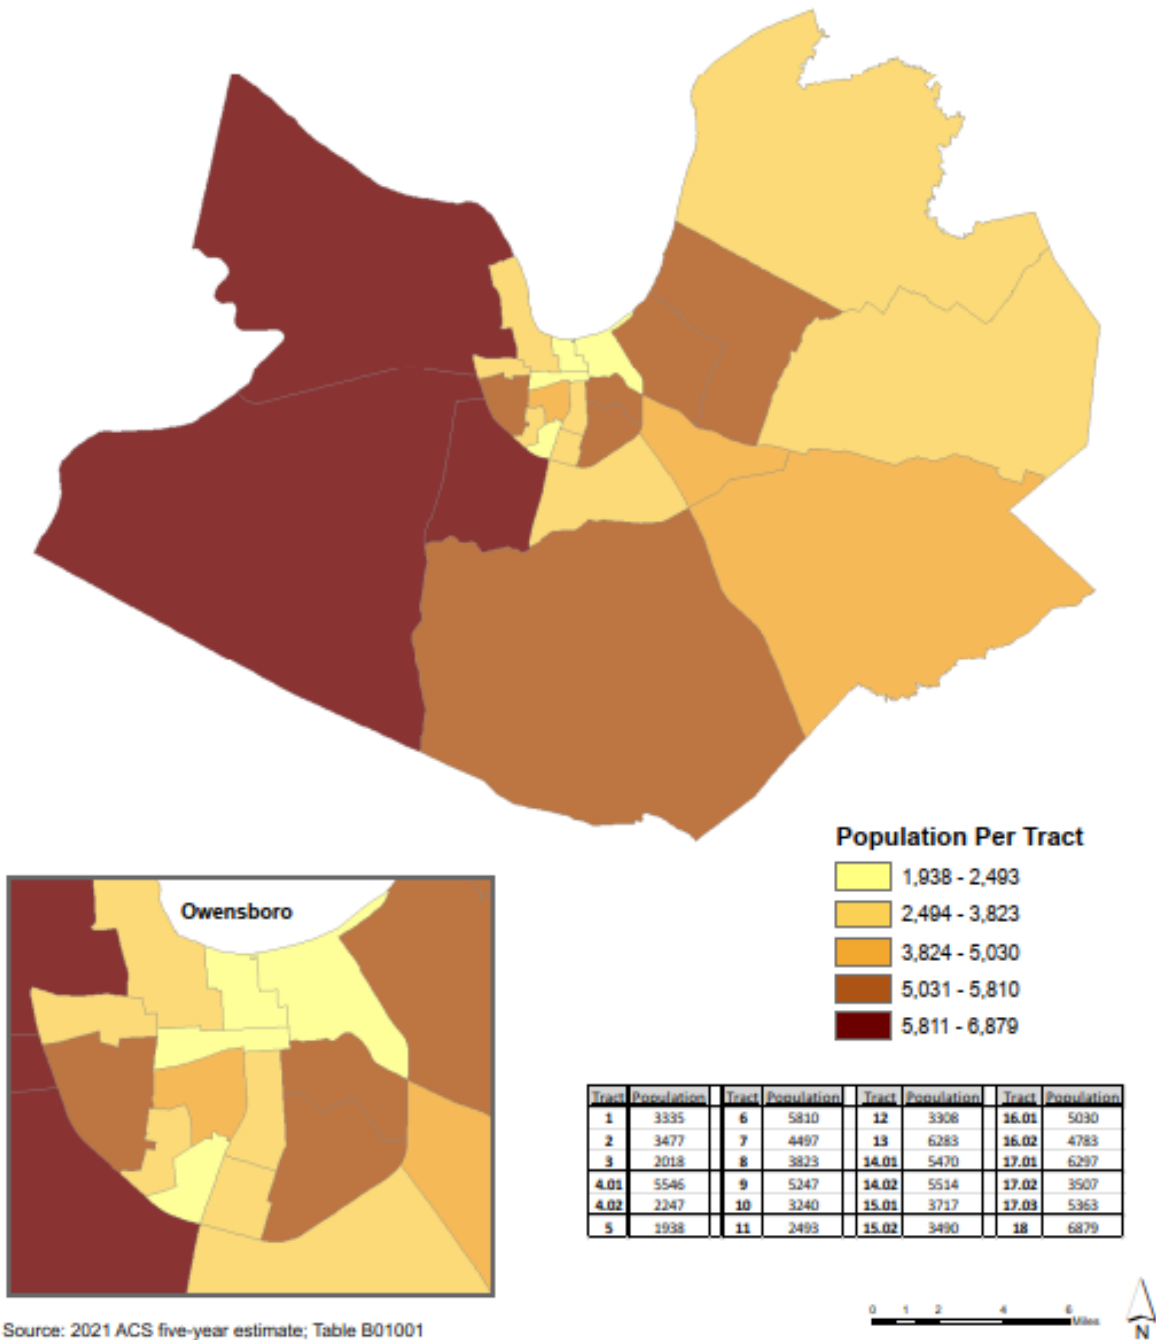 Population Per Tract
1,938 - 2,493
2,494 - 3,823
3,824 - 5,030
5,031 - 5,810
5,811 - 6,879
Owensboro
Tract Population Tract Population Tract Population Tract Population
1 3335 6 5810 12 3308 16.01 5030
2 3477 7 4497 13 6283 16.02 4783
3 2018 8 3823 14.01 5470 17.01 6297
4.01 5546 9 5247 14.02 5514 17.02 3507
4.02 2247 10 3240 15.01 3717 17.03 5363
5 1938 11 2493 15.02 3490 18 6879
0 1 2 4 6
Miles
N
Source: 2021 ACS five-year estimate; Table B01001